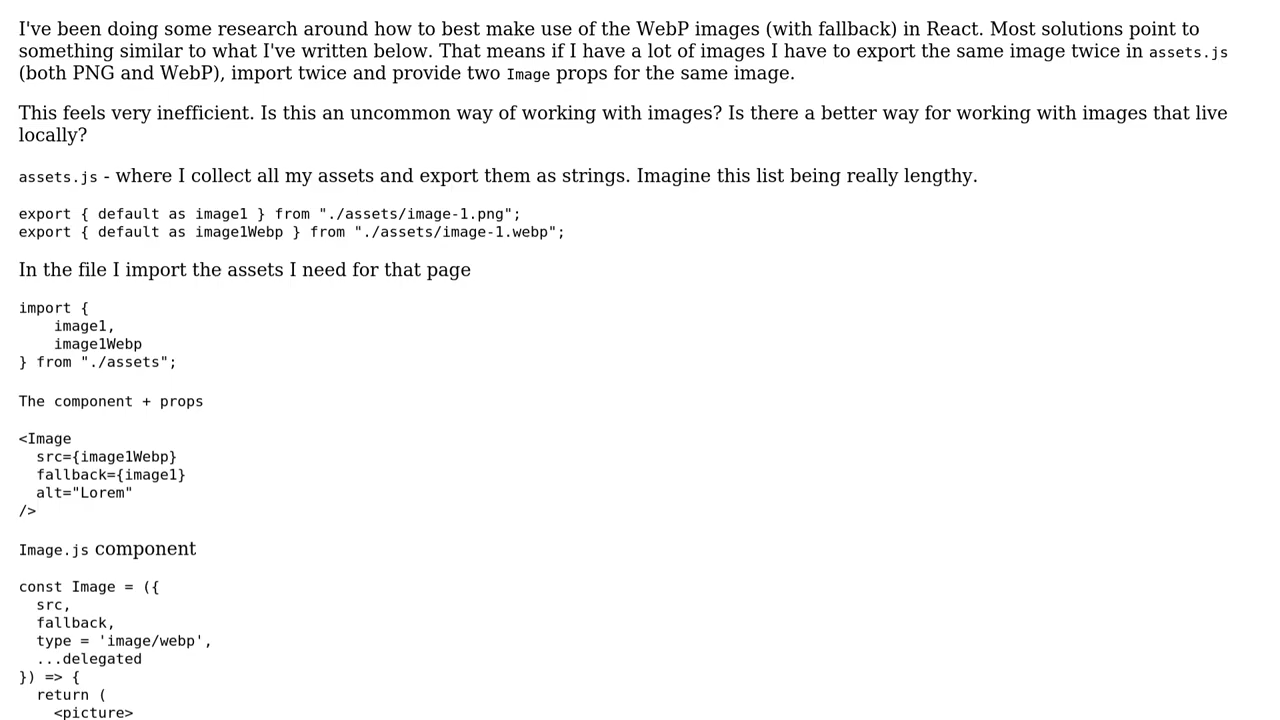 I've been doing some research around how to best make use of the WebP images (with fallback) in React. Most solutions point to
something similar to what I've written below. That means if I have a lot of images I have to export the same image twice in assets.js
(both PNG and WebP), import twice and provide two Image props for the same image.
This feels very inefficient. Is this an uncommon way of working with images? Is there a better way for working with images that live
locally?
assets.js - where I collect all my assets and export them as strings. Imagine this list being really lengthy.
export { default as image1 } from "./assets/image-1.png";
export { default as image1Webp } from "./assets/image-1.webp";
In the file I import the assets I need for that page
import {
    image1,
    image1Webp
} from "./assets";
The component + props
<Image
  src={image1Webp}
  fallback={image1}
  alt="Lorem"
/>
Image.js component
const Image = ({
  src,
  fallback,
  type = 'image/webp',
  ...delegated
}) => {
  return (
    <picture>